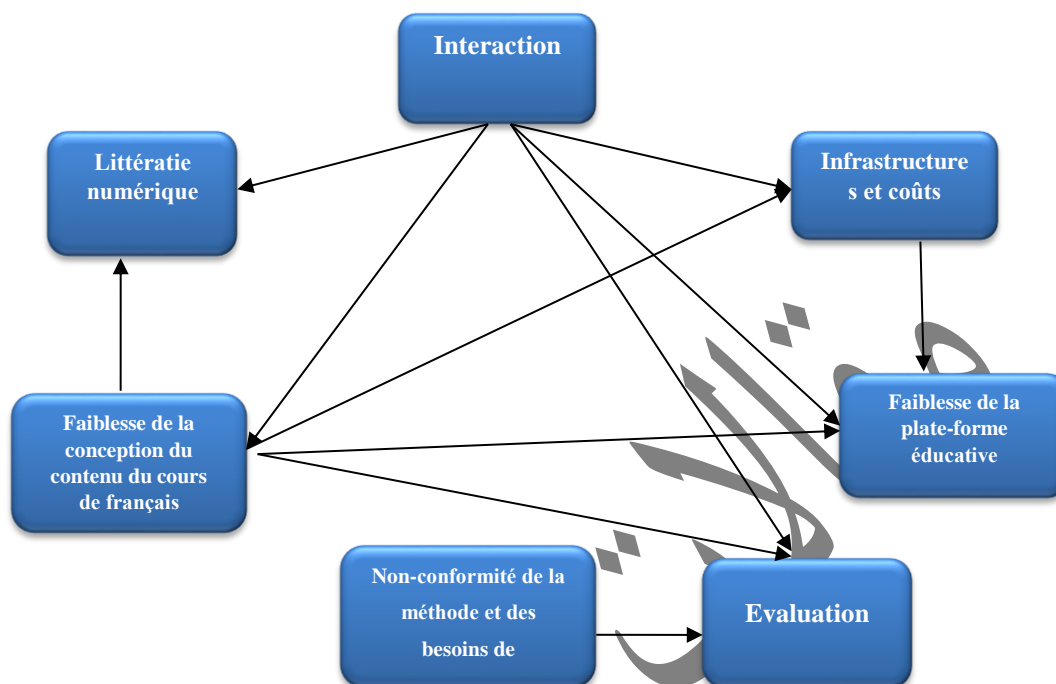 Interaction
Littératie
numérique
Infrastructure
s et coûts
Faiblesse de la
conception du
contenu du cours
de français
Faiblesse de la
plate-forme
éducative
Non-conformité de la
méthode et des
besoins de
Evaluation